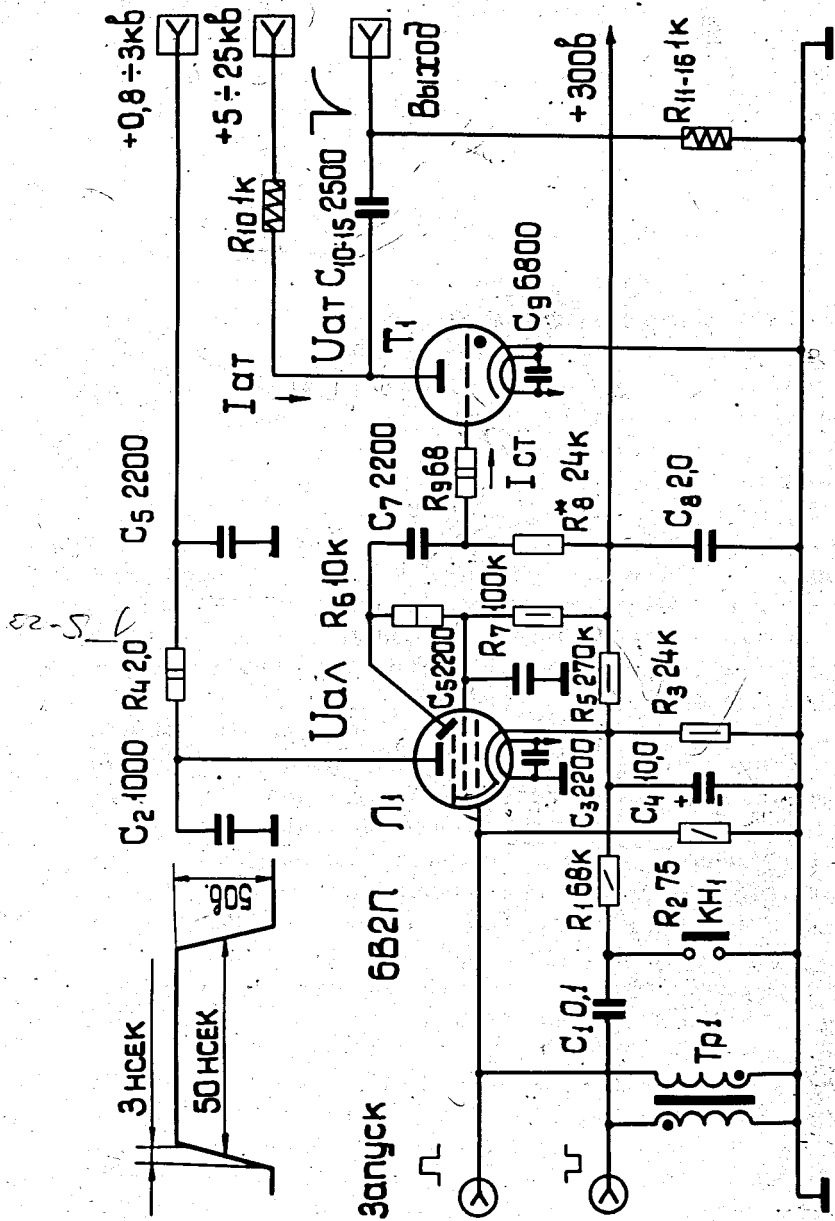 +0,8÷3кв
+5÷25кв
Выход
+300в
R10 1к
R11-16 1к
C10÷15 2500
Uат
Iат
T1
C9 6800
C5 2200
C7 2200
R9 68
Iст
R8* 24к
C8 2,0
R6 10к
R7 100к
R4 2,0
C5 2200
R5 270к
R3 24к
Uал
C2 1000
Л1
6В2П
C3 2200
C4 10,0
+
-
R1 68к
R2 75
КН1
C1 0,1
Тр1
50в.
3 нсек
50 нсек
Запуск